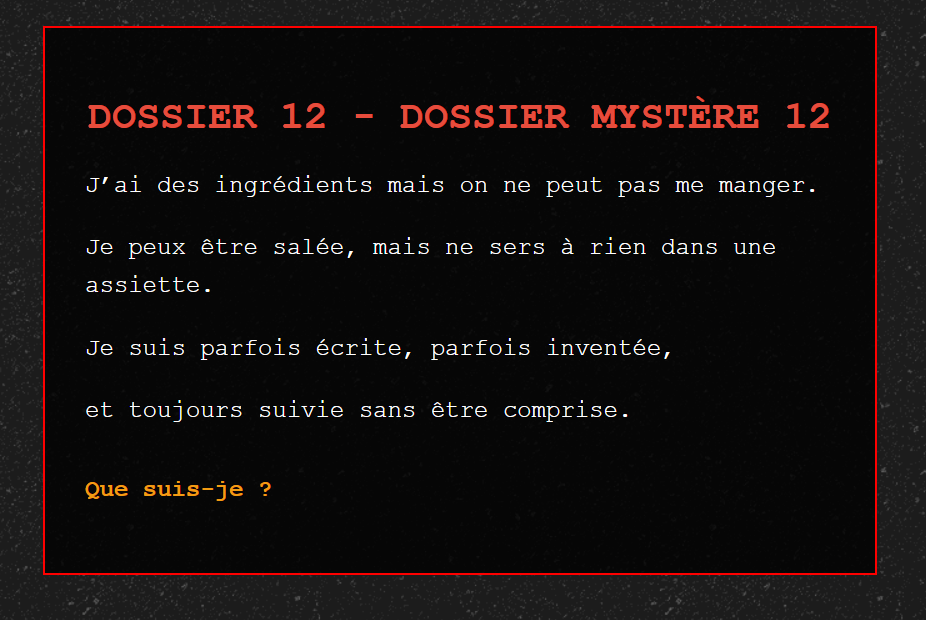 DOSSIER 12 - DOSSIER MYSTÈRE 12
J’ai des ingrédients mais on ne peut pas me manger.
Je peux être salée, mais ne sers à rien dans une
assiette.
Je suis parfois écrite, parfois inventée,
et toujours suivie sans être comprise.
Que suis-je ?